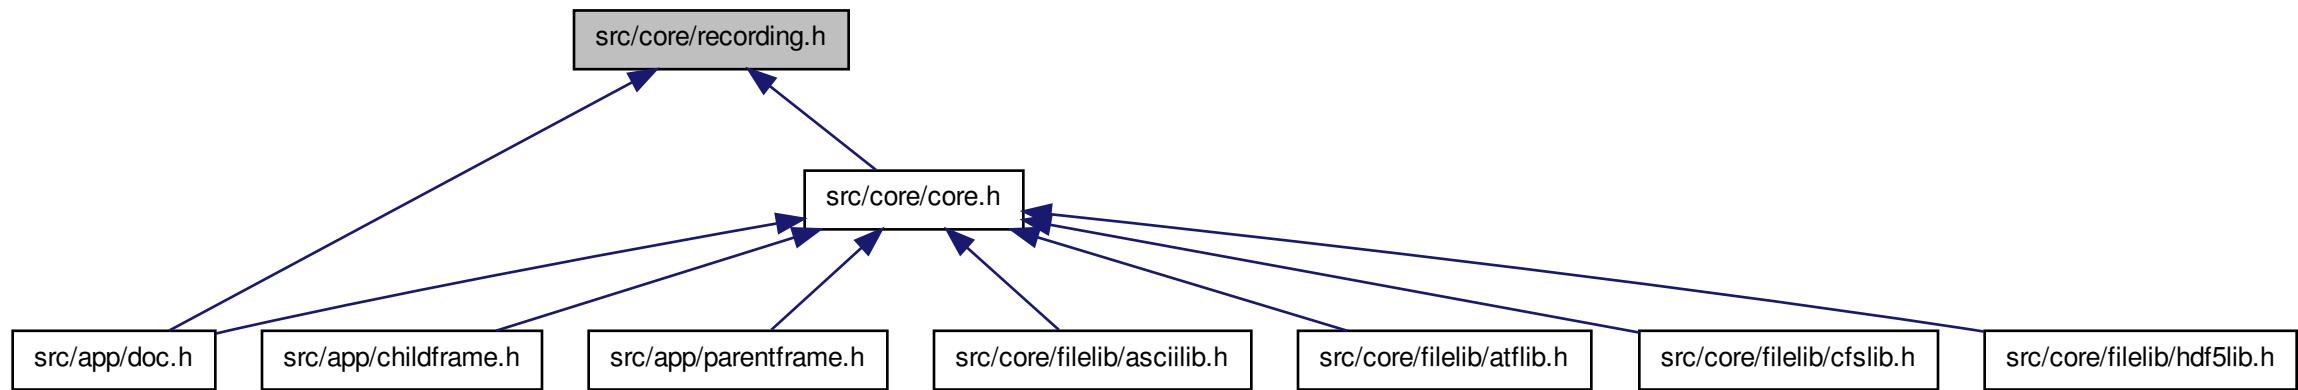 src/core/recording.h
src/core/core.h
src/app/doc.h
src/app/childframe.h
src/app/parentframe.h
src/core/filelib/asciilib.h
src/core/filelib/atflib.h
src/core/filelib/cfslib.h
src/core/filelib/hdf5lib.h